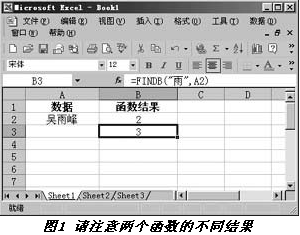 Microsoft Excel - Book1
文件(F) 编辑(E) 视图(V) 插入(I) 格式(O) 工具(T) 数据(D)
窗口(W) 帮助(H)
宋体 12 B I U
B3 =FINDB("雨",A2)
A B C D
1 数据 函数结果
2 吴雨峰 2
3 3
4
5
6
7
Sheet1 Sheet2 Sheet3
就绪
图1 请注意两个函数的不同结果